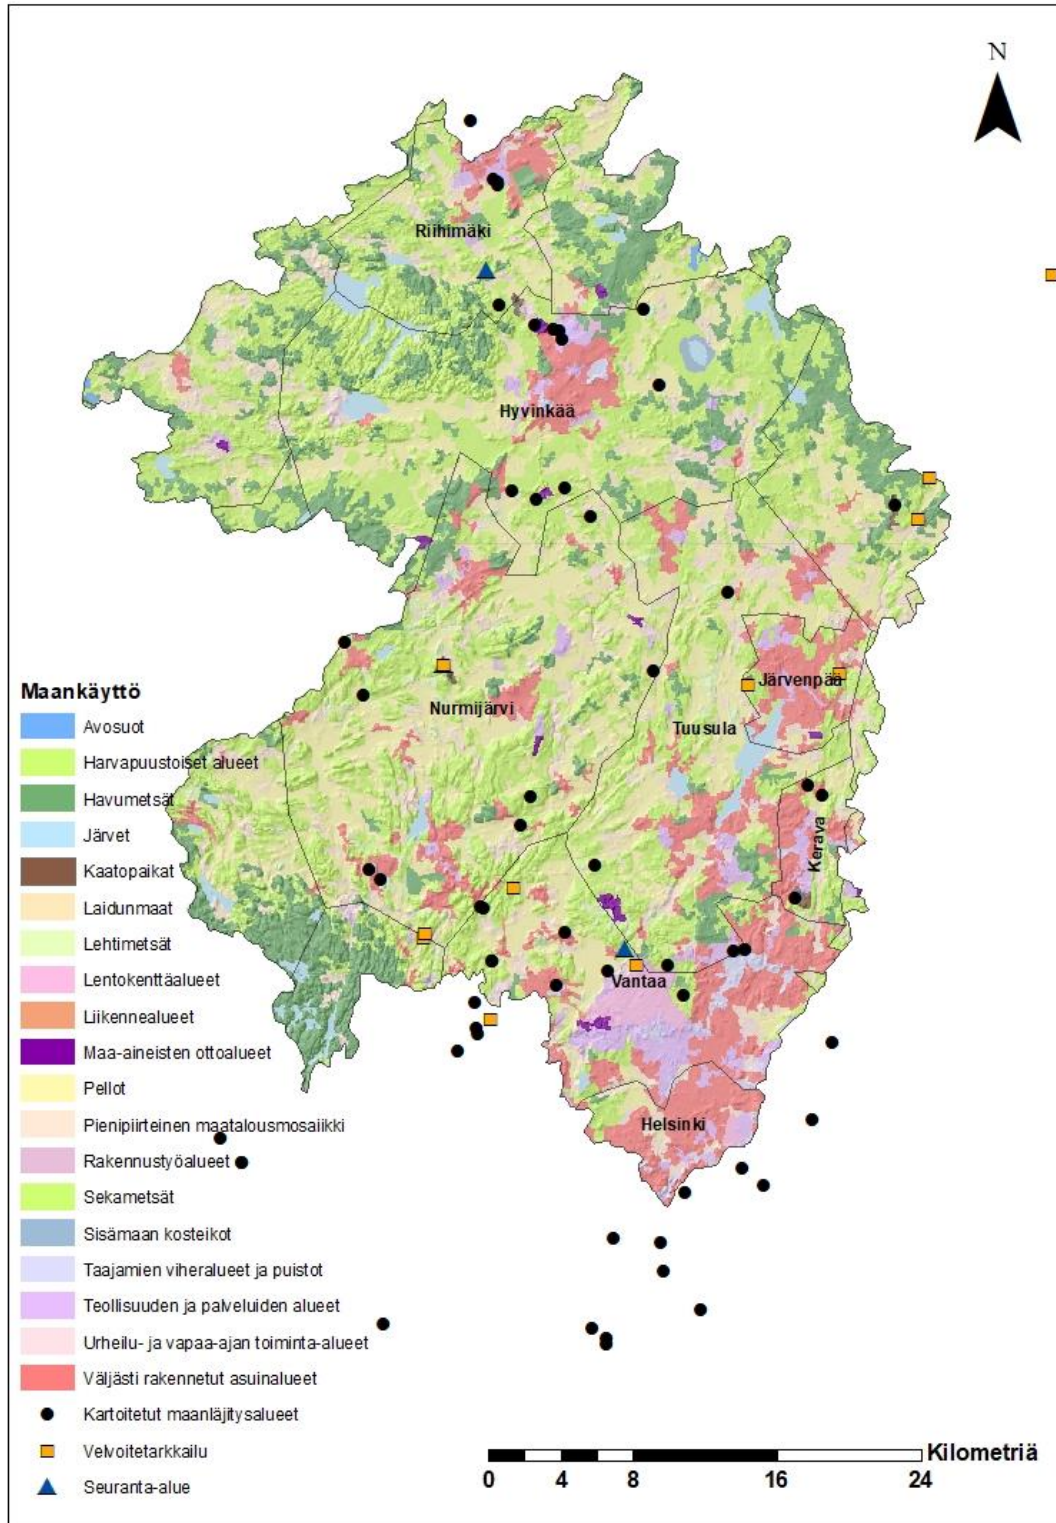 N
Riihimäki
Hyvinkää
Järvenpää
Nurmijärvi
Tuusula
Kerava
Vantaa
Helsinki
Maankäyttö
Avosuot
Harvapuustoiset alueet
Havumetsät
Järvet
Kaatopaikat
Laidunmaat
Lehtimetsät
Lentokenttäalueet
Liikennealueet
Maa-aineisten ottoalueet
Pellot
Pienipiirteinen maatalousmosaiikki
Rakennustyöalueet
Sekametsät
Sisämaan kosteikot
Taajamien viheralueet ja puistot
Teollisuuden ja palveluiden alueet
Urheilu- ja vapaa-ajan toiminta-alueet
Väljästi rakennetut asuinalueet
Kartoitetut maanläjitysalueet
Velvoitetarkkailu
Seuranta-alue
Kilometriä
0 4 8 16 24